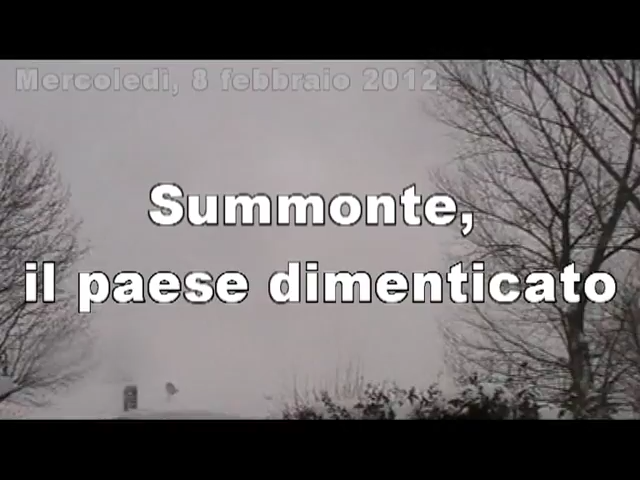 Mercoledì, 8 febbraio 2012
Summonte,
il paese dimenticato